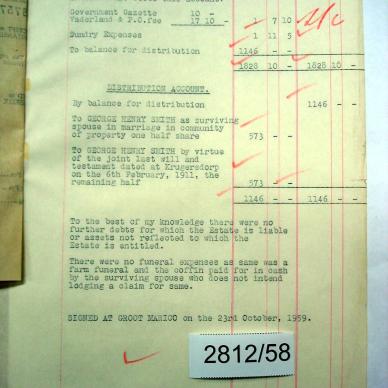 Government Gazette 10 -
Vaderland & P.C.fee 17 10 - 1 7 10
Sundry Expenses 1 11 5
To balance for distribution 1146 - -
1828 10 - 1828 10 -
DISTRIBUTION ACCOUNT.
By balance for distribution 1146 - -
To GEORGE HENRY SMITH as surviving
spouse in marriage in community
of property one half share 573 - -
To GEORGE HENRY SMITH by virtue
of the joint last will and
testament dated at Krugersdorp
on the 6th February, 1911, the
remaining half 573 - -
1146 - - 1146 - -
To the best of my knowledge there were no
further debts for which the Estate is liable
or assets not reflected to which the
Estate is entitled.
There were no funeral expenses as same was a
farm funeral and the coffin paid for in cash
by the surviving spouse who does not intend
lodging a claim for same.
SIGNED AT GROOT MARICO on the 23rd October, 1959.
2812/58